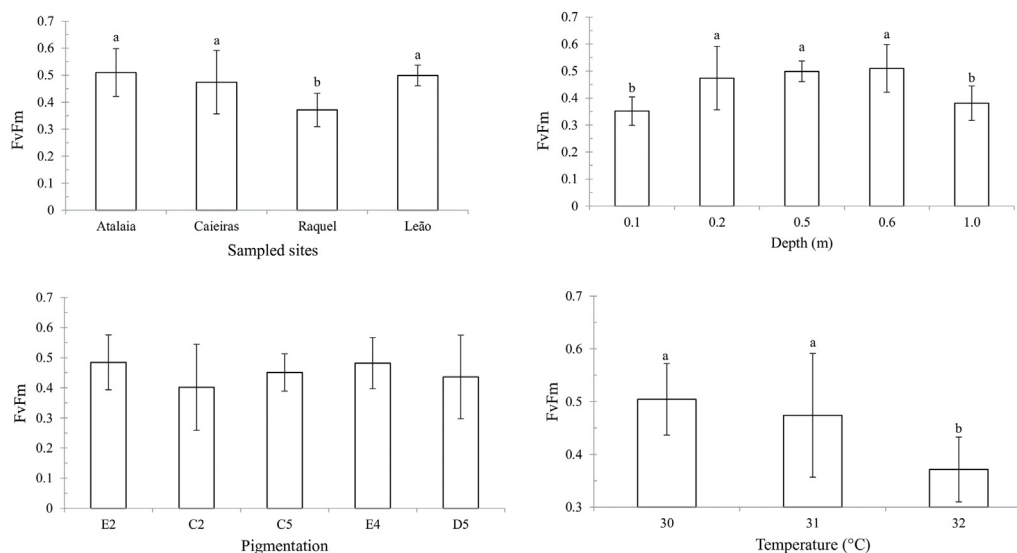 0.7
0.6
0.5
0.4
0.3
0.2
0.1
0
FvFm
a
a
b
a
Atalaia Caieiras Raquel Leão
Sampled sites
0.7
0.6
0.5
0.4
0.3
0.2
0.1
0
FvFm
b
a
a
a
b
0.1 0.2 0.5 0.6 1.0
Depth (m)
0.7
0.6
0.5
0.4
0.3
0.2
0.1
0
FvFm
E2 C2 C5 E4 D5
Pigmentation
0.7
0.6
0.5
0.4
0.3
FvFm
a
a
b
30 31 32
Temperature (°C)